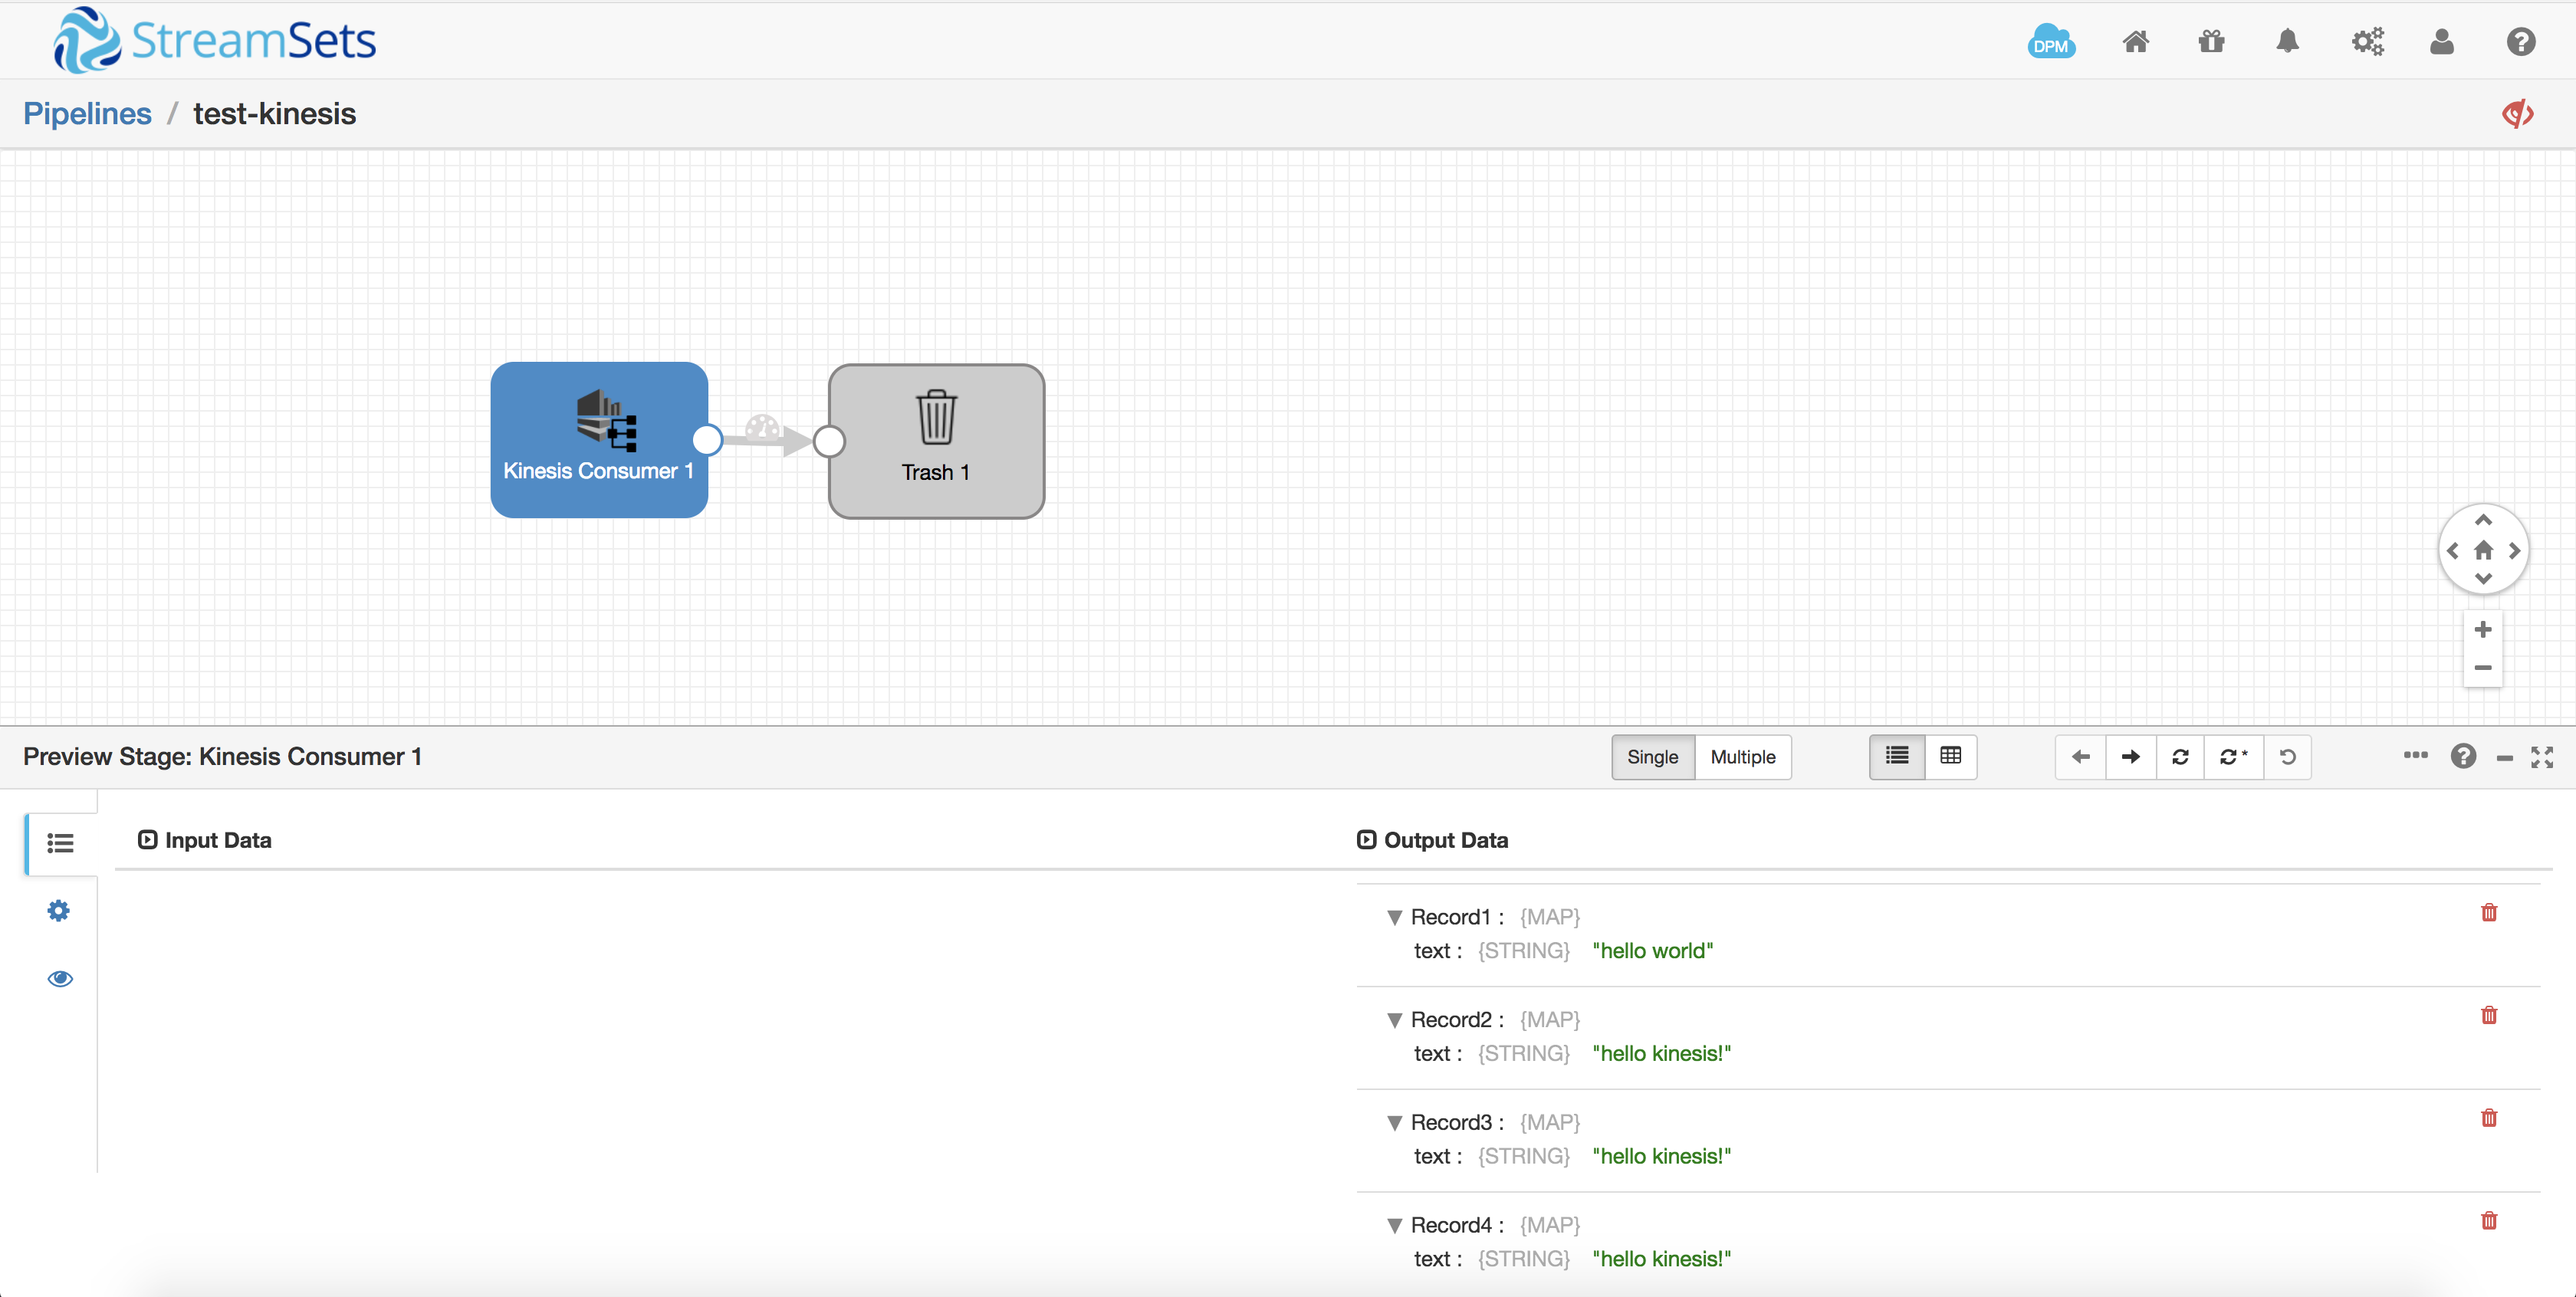 StreamSets
DPM
Pipelines / test-kinesis
Kinesis Consumer 1
Trash 1
Preview Stage: Kinesis Consumer 1
Single
Multiple
Input Data
Output Data
Record1 : {MAP}
text : {STRING} "hello world"
Record2 : {MAP}
text : {STRING} "hello kinesis!"
Record3 : {MAP}
text : {STRING} "hello kinesis!"
Record4 : {MAP}
text : {STRING} "hello kinesis!"